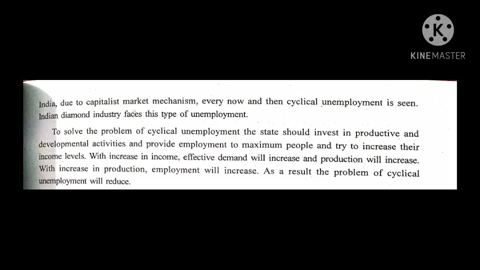 K
KINEMASTER
India, due to capitalist market mechanism, every now and then cyclical unemployment is seen.
Indian diamond industry faces this type of unemployment.
To solve the problem of cyclical unemployment the state should invest in productive and
developmental activities and provide employment to maximum people and try to increase their
income levels. With increase in income, effective demand will increase and production will increase.
With increase in production, employment will increase. As a result the problem of cyclical
unemployment will reduce.